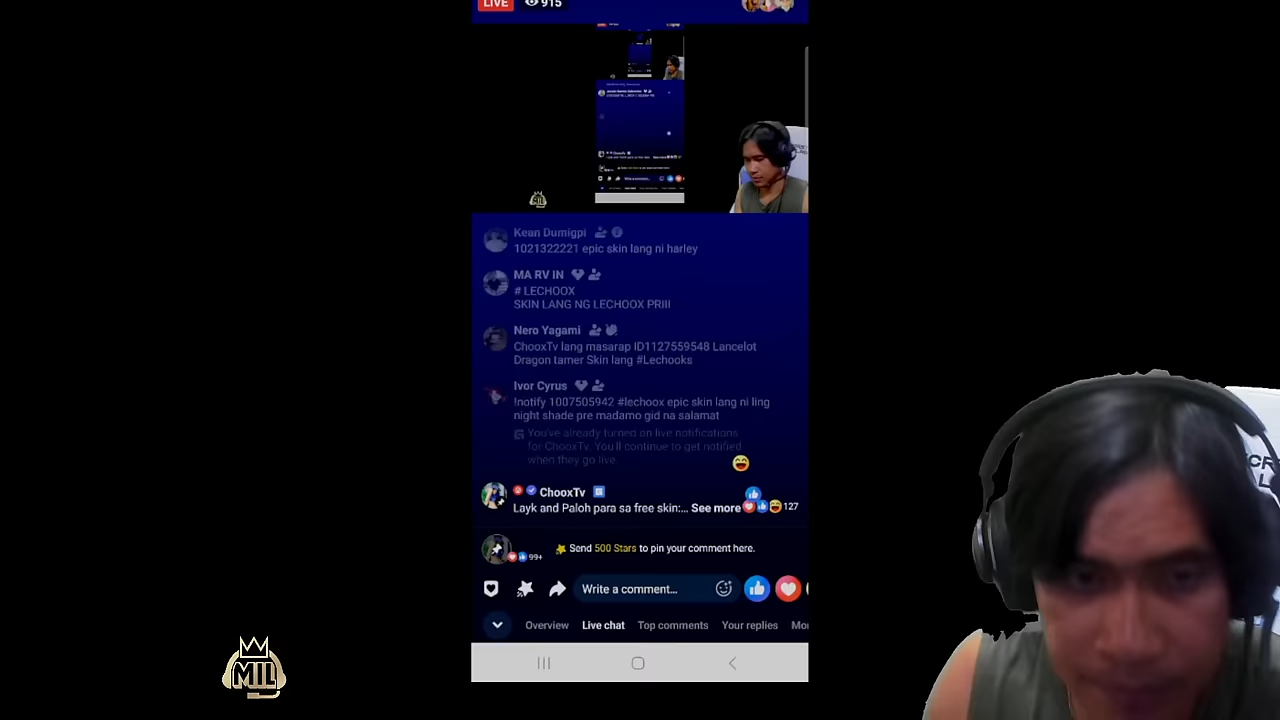 LIVE 915
Kean Dumigpi
1021322221 epic skin lang ni harley
MA RV IN
# LECHOOX
SKIN LANG NG LECHOOX PRIII
Nero Yagami
ChooxTv lang masarap ID1127559548 Lancelot
Dragon tamer Skin lang #Lechooks
Ivor Cyrus
!notify 1007505942 #lechoox epic skin lang ni ling
night shade pre madamo gid na salamat
You've already turned on live notifications
for ChooxTv. You'll continue to get notified
when they go live.
ChooxTv
Layk and Paloh para sa free skin:... See more 127
99+ Send 500 Stars to pin your comment here.
Write a comment...
Overview Live chat Top comments Your replies Mo
MIL